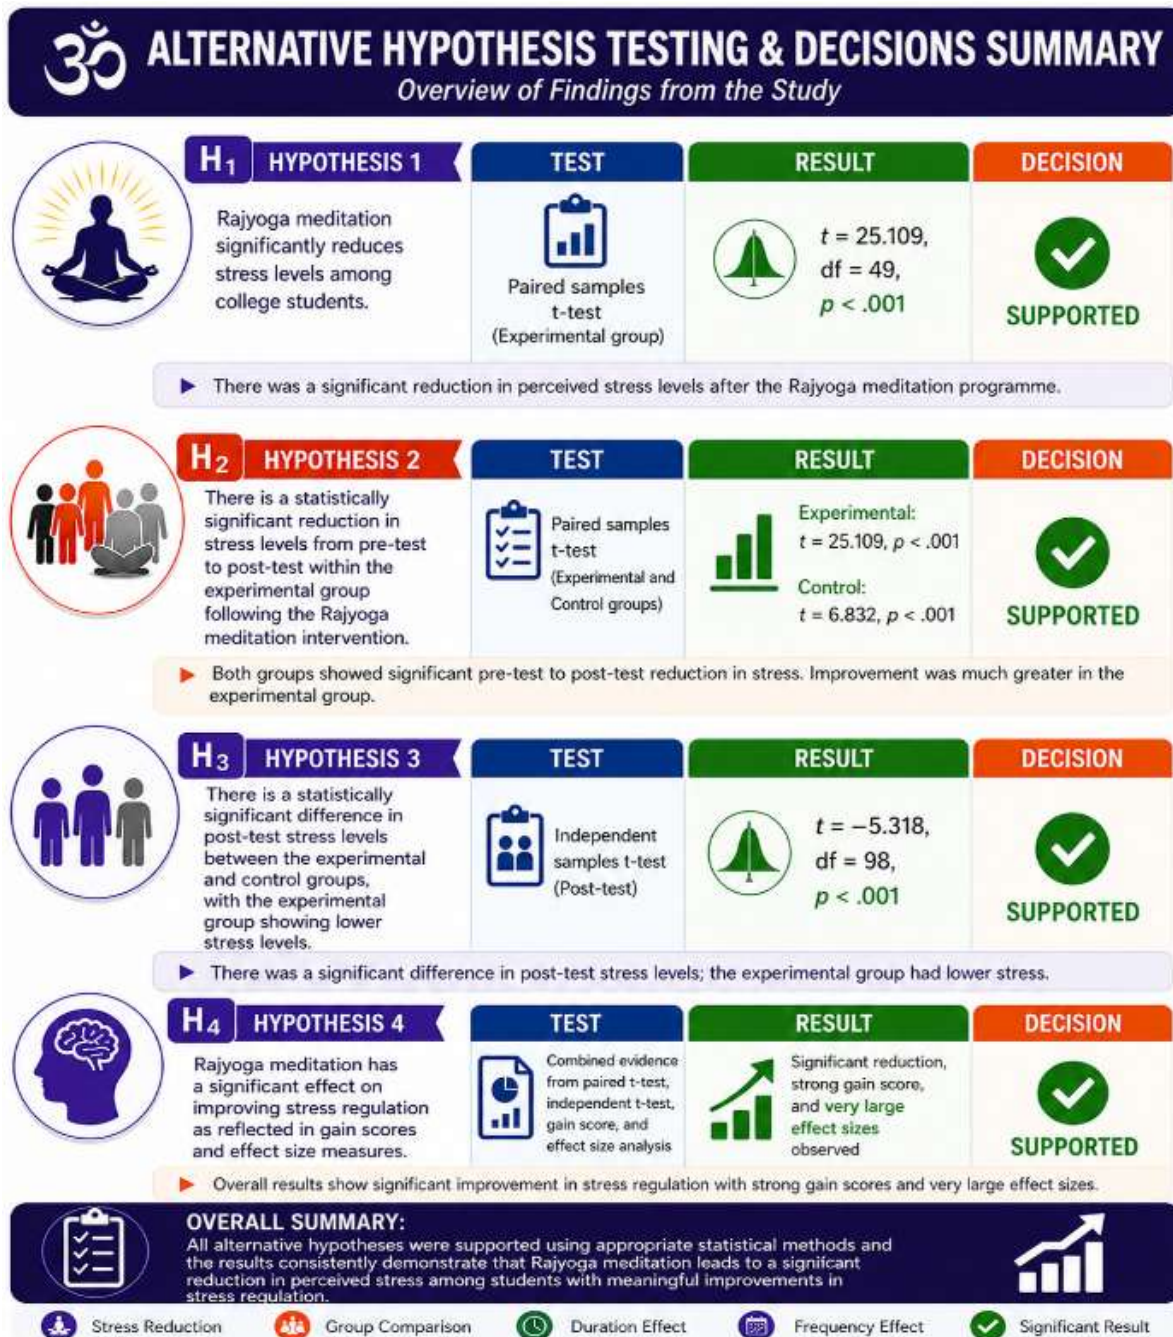 ॐ ALTERNATIVE HYPOTHESIS TESTING & DECISIONS SUMMARY
Overview of Findings from the Study
H1 HYPOTHESIS 1
TEST
RESULT
DECISION
Rajyoga meditation
significantly reduces
stress levels among
college students.
Paired samples
t-test
(Experimental group)
t = 25.109,
df = 49,
p < .001
SUPPORTED
▶ There was a significant reduction in perceived stress levels after the Rajyoga meditation programme.
H2 HYPOTHESIS 2
TEST
RESULT
DECISION
There is a statistically
significant reduction in
stress levels from pre-test
to post-test within the
experimental group
following the Rajyoga
meditation intervention.
Paired samples
t-test
(Experimental and
Control groups)
Experimental:
t = 25.109, p < .001
Control:
t = 6.832, p < .001
SUPPORTED
▶ Both groups showed significant pre-test to post-test reduction in stress. Improvement was much greater in the
experimental group.
H3 HYPOTHESIS 3
TEST
RESULT
DECISION
There is a statistically
significant difference in
post-test stress levels
between the experimental
and control groups,
with the experimental
group showing lower
stress levels.
Independent
samples t-test
(Post-test)
t = −5.318,
df = 98,
p < .001
SUPPORTED
▶ There was a significant difference in post-test stress levels; the experimental group had lower stress.
H4 HYPOTHESIS 4
TEST
RESULT
DECISION
Rajyoga meditation has
a significant effect on
improving stress regulation
as reflected in gain scores
and effect size measures.
Combined evidence
from paired t-test,
independent t-test,
gain score, and
effect size analysis
Significant reduction,
strong gain score,
and very large
effect sizes
observed
SUPPORTED
▶ Overall results show significant improvement in stress regulation with strong gain scores and very large effect sizes.
OVERALL SUMMARY:
All alternative hypotheses were supported using appropriate statistical methods and
the results consistently demonstrate that Rajyoga meditation leads to a significant
reduction in perceived stress among students with meaningful improvements in
stress regulation.
Stress Reduction
Group Comparison
Duration Effect
Frequency Effect
Significant Result